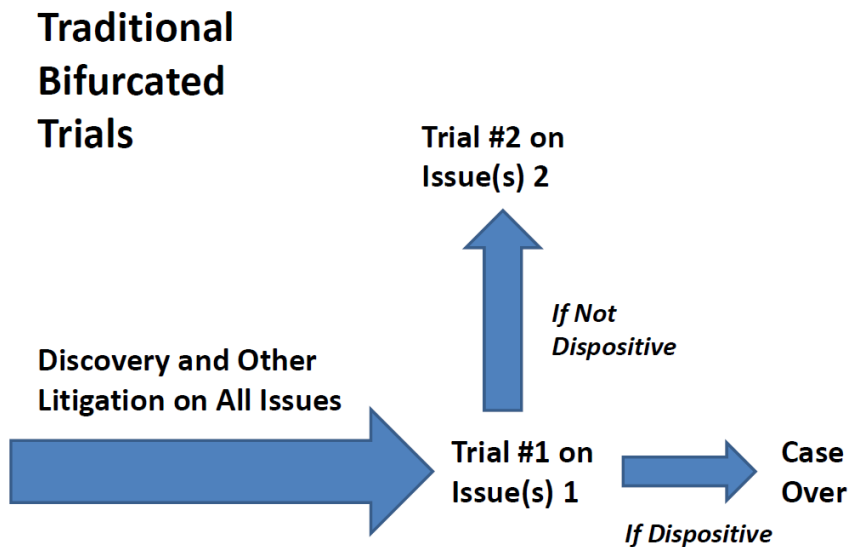 Traditional
Bifurcated
Trials
Trial #2 on
Issue(s) 2
If Not
Dispositive
Discovery and Other
Litigation on All Issues
Trial #1 on
Issue(s) 1
Case
Over
If Dispositive